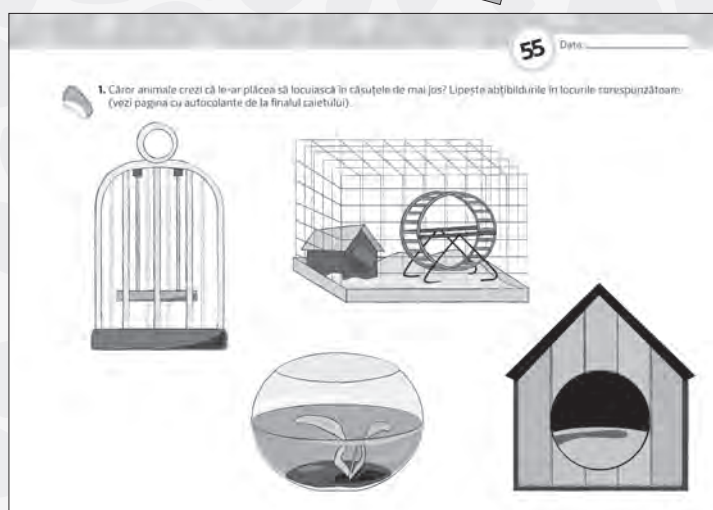 55 Data:
1. Căror animale crezi că le-ar plăcea să locuiască în căsuțele de mai jos? Lipește abțibildurile în locurile corespunzătoare
(vezi pagina cu autocolante de la finalul caietului).